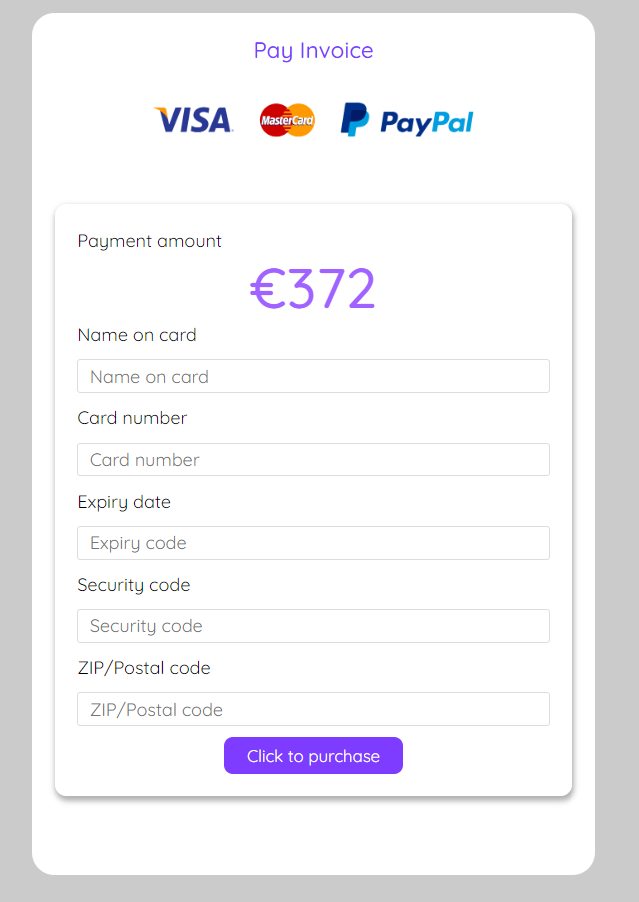 Pay Invoice
VISA MasterCard PayPal
Payment amount
€372
Name on card
Name on card
Card number
Card number
Expiry date
Expiry code
Security code
Security code
ZIP/Postal code
ZIP/Postal code
Click to purchase